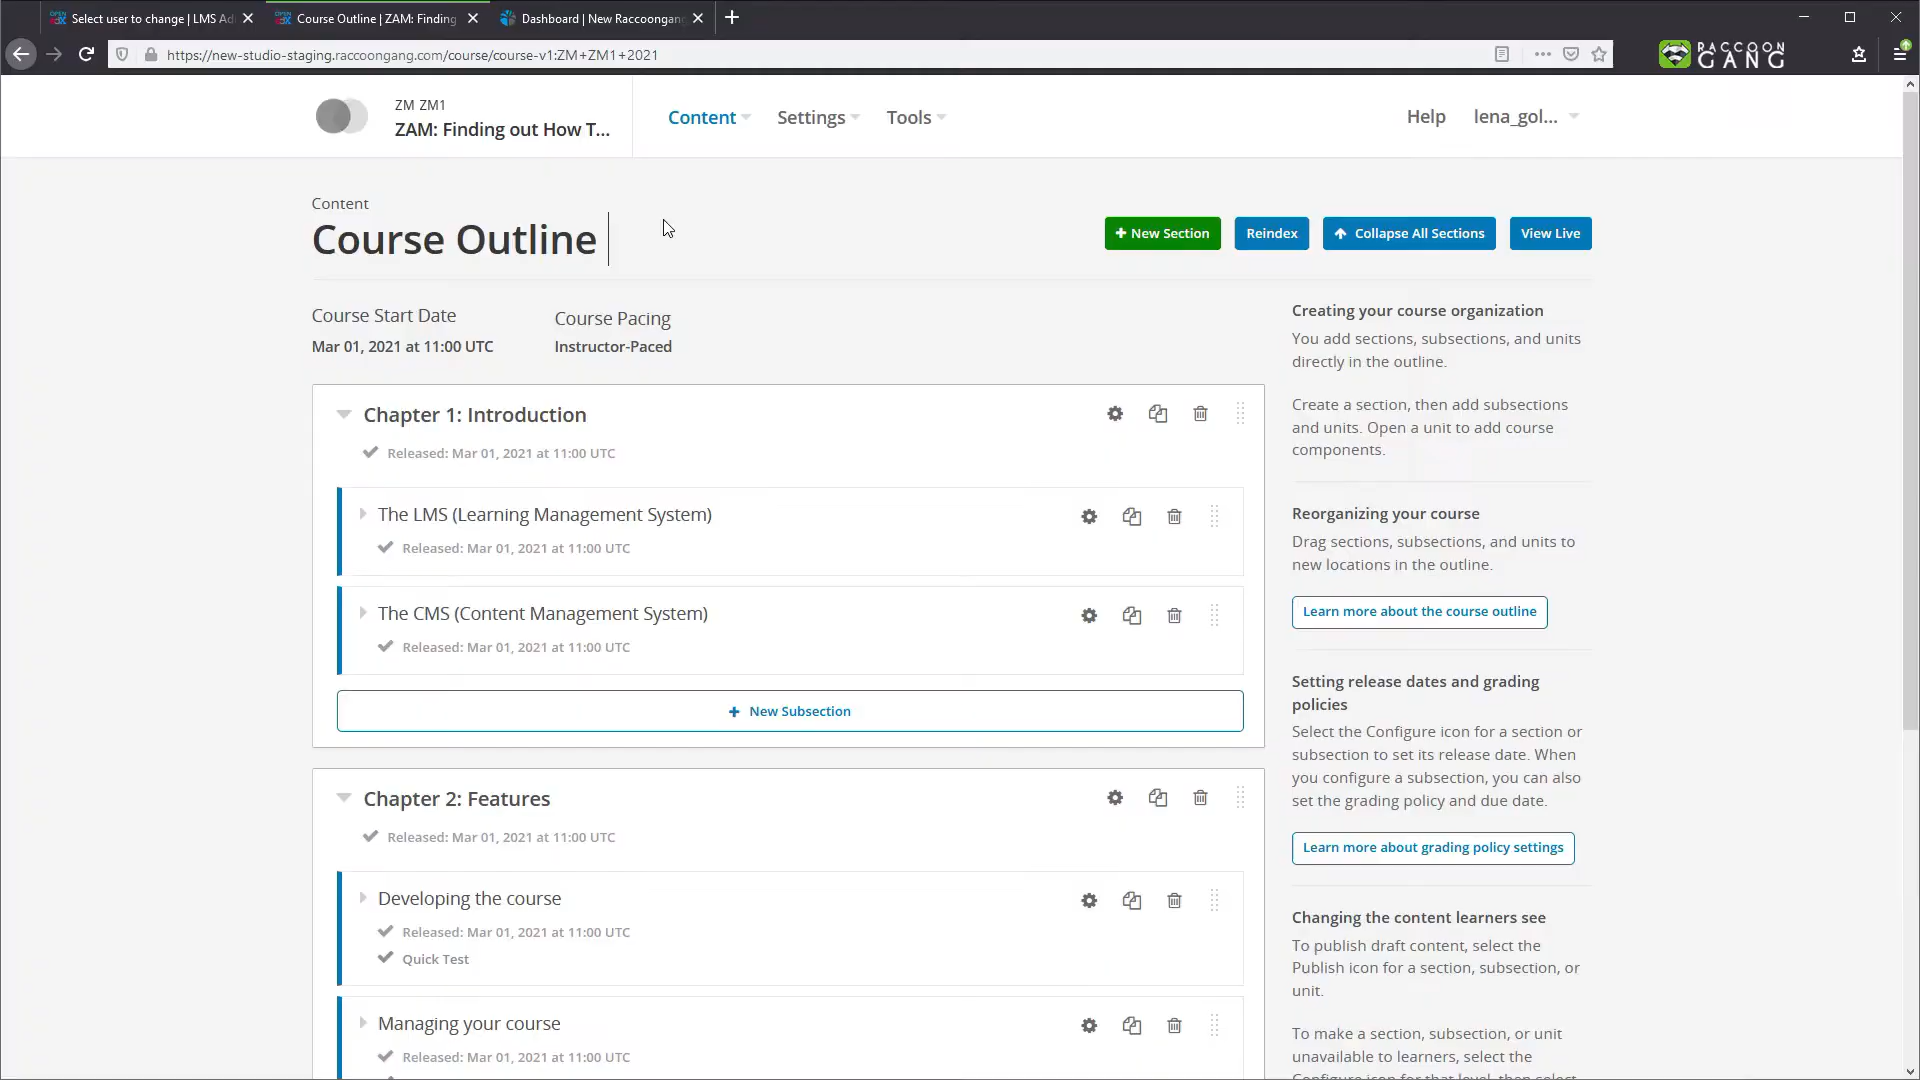 Select user to change | LMS Ad
Course Outline | ZAM: Finding
Dashboard | New Raccoongang
https://new-studio-staging.raccoongang.com/course/course-v1:ZM+ZM1+2021
RACCOON
GANG
ZM ZM1
ZAM: Finding out How T...
Content
Settings
Tools
Help
lena_gol...
Content
Course Outline
+ New Section
Reindex
Collapse All Sections
View Live
Course Start Date
Mar 01, 2021 at 11:00 UTC
Course Pacing
Instructor-Paced
Chapter 1: Introduction
Released: Mar 01, 2021 at 11:00 UTC
The LMS (Learning Management System)
Released: Mar 01, 2021 at 11:00 UTC
The CMS (Content Management System)
Released: Mar 01, 2021 at 11:00 UTC
+ New Subsection
Chapter 2: Features
Released: Mar 01, 2021 at 11:00 UTC
Developing the course
Released: Mar 01, 2021 at 11:00 UTC
Quick Test
Managing your course
Released: Mar 01, 2021 at 11:00 UTC
Creating your course organization
You add sections, subsections, and units
directly in the outline.
Create a section, then add subsections
and units. Open a unit to add course
components.
Reorganizing your course
Drag sections, subsections, and units to
new locations in the outline.
Learn more about the course outline
Setting release dates and grading
policies
Select the Configure icon for a section or
subsection to set its release date. When
you configure a subsection, you can also
set the grading policy and due date.
Learn more about grading policy settings
Changing the content learners see
To publish draft content, select the
Publish icon for a section, subsection, or
unit.
To make a section, subsection, or unit
unavailable to learners, select the
Configure icon for that level, then select